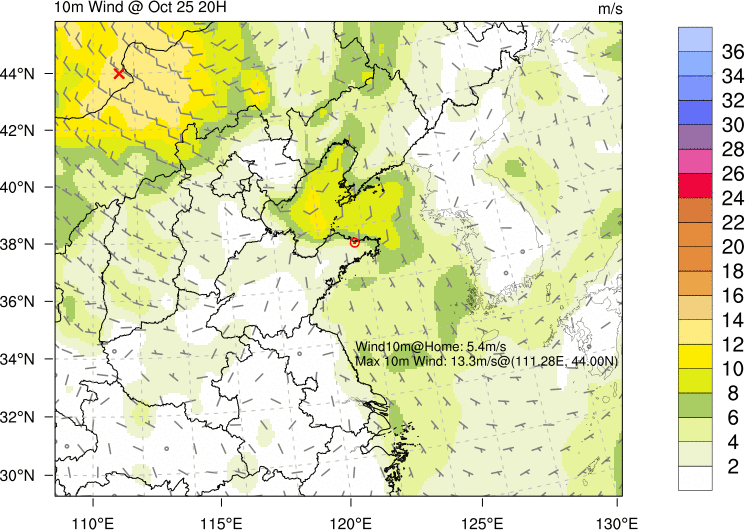 10m Wind @ Oct 25 20H
m/s
44°N
42°N
40°N
38°N
36°N
34°N
32°N
30°N
110°E
115°E
120°E
125°E
130°E
Wind10m@Home: 5.4m/s
Max 10m Wind: 13.3m/s@(111.28E, 44.00N)
36
34
32
30
28
26
24
22
20
18
16
14
12
10
8
6
4
2